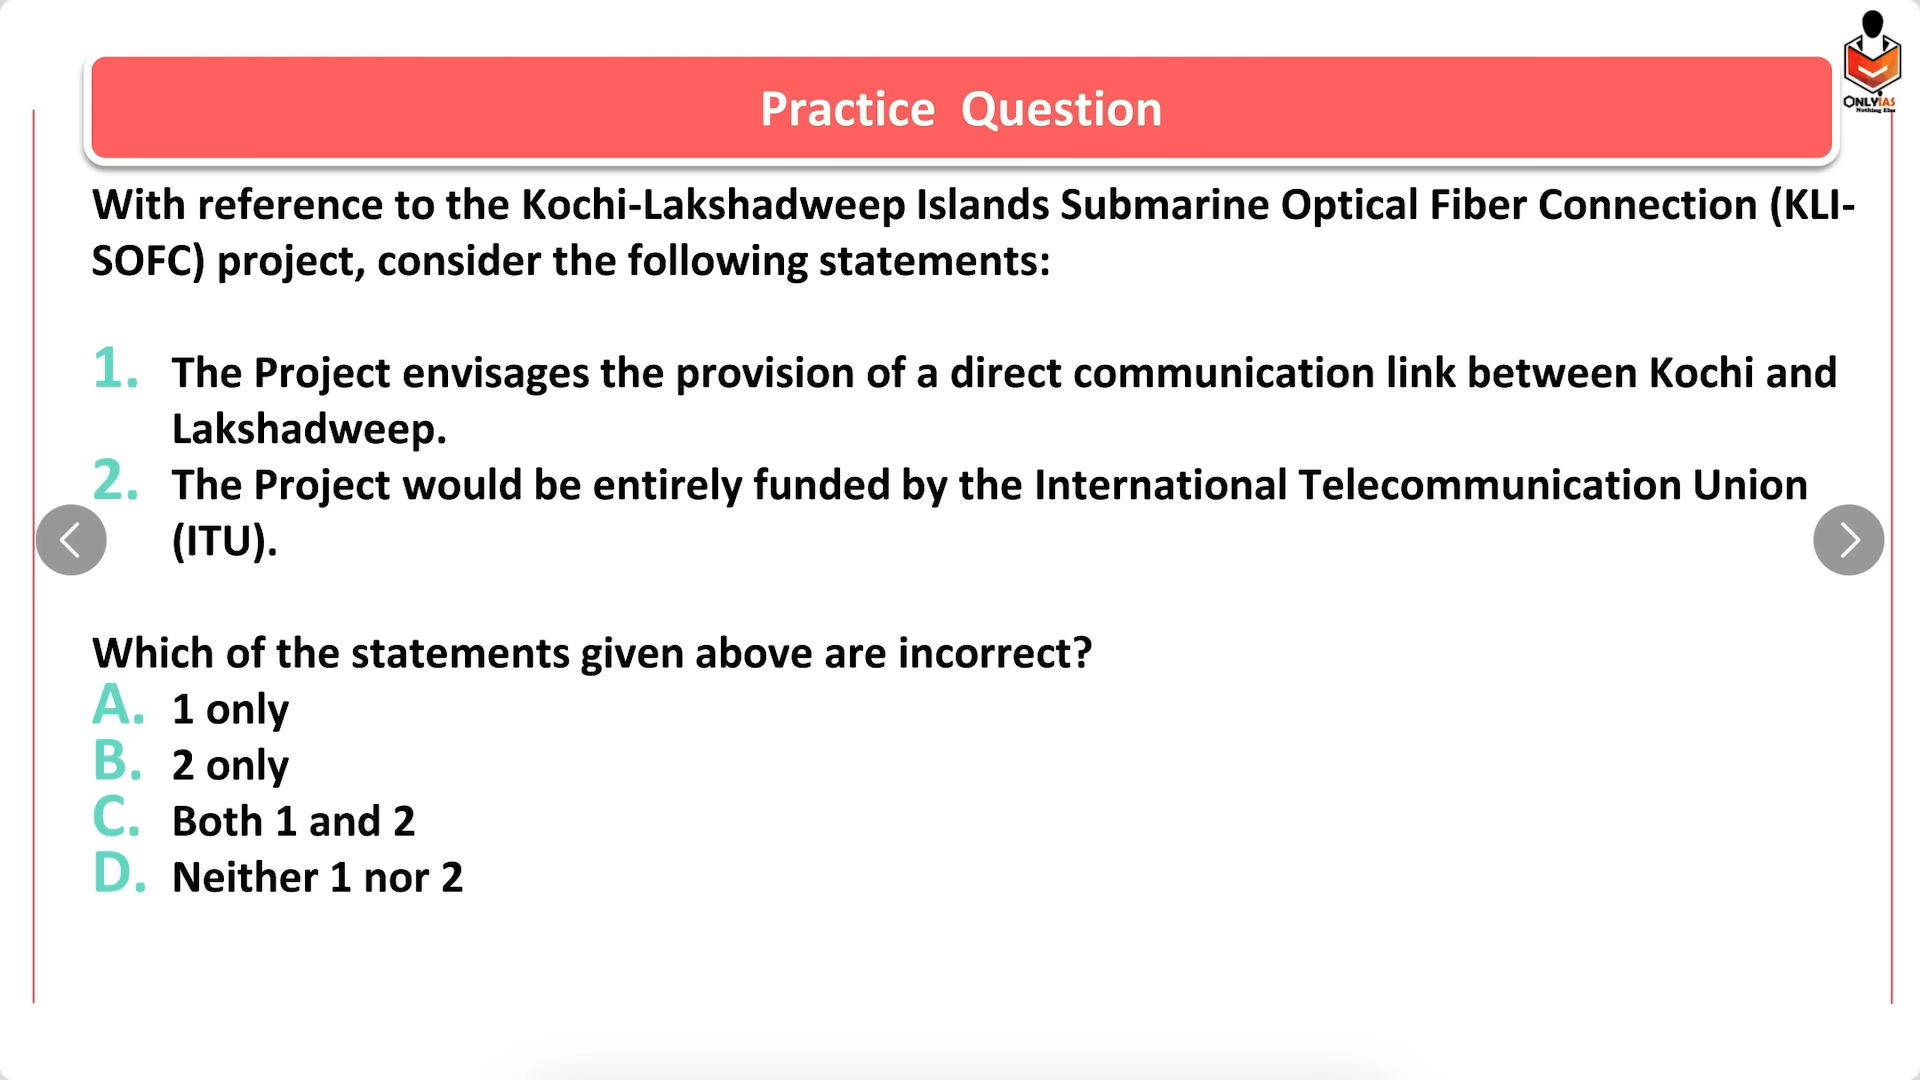 Practice Question
ONLYIAS
Nothing Else
With reference to the Kochi-Lakshadweep Islands Submarine Optical Fiber Connection (KLI-
SOFC) project, consider the following statements:
1. The Project envisages the provision of a direct communication link between Kochi and
Lakshadweep.
2. The Project would be entirely funded by the International Telecommunication Union
(ITU).
Which of the statements given above are incorrect?
A. 1 only
B. 2 only
C. Both 1 and 2
D. Neither 1 nor 2